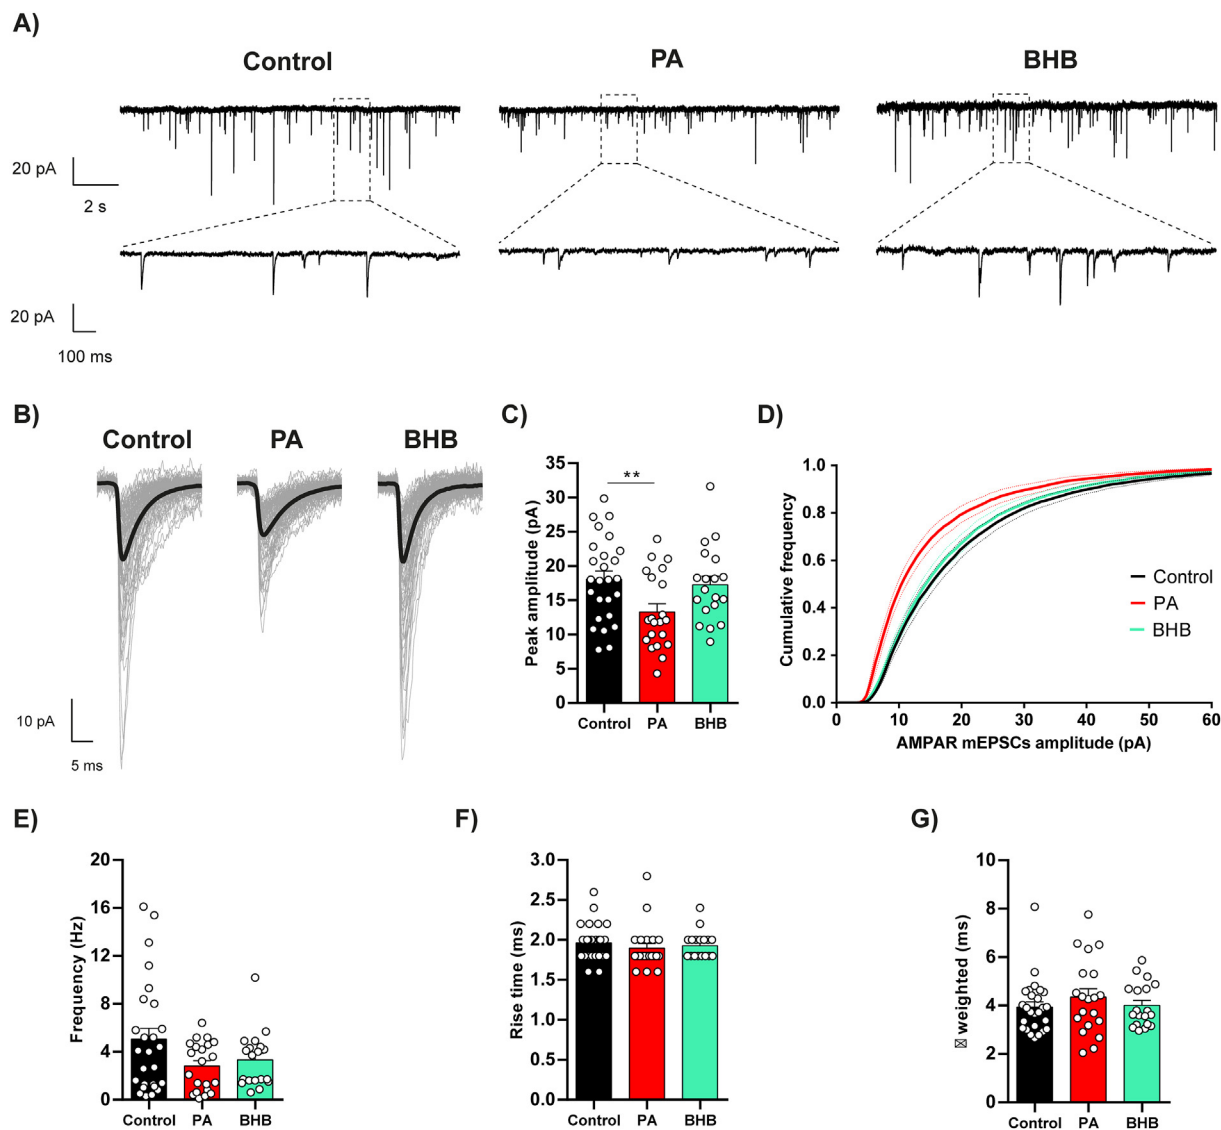 A)
Control
PA
BHB
20 pA
2 s
20 pA
100 ms
B)
Control
PA
BHB
10 pA
5 ms
C)
Peak amplitude (pA)
35
30
25
20
15
10
5
0
**
Control
PA
BHB
D)
Cumulative frequency
1.0
0.8
0.6
0.4
0.2
0.0
0
10
20
30
40
50
60
AMPAR mEPSCs amplitude (pA)
Control
PA
BHB
E)
Frequency (Hz)
20
16
12
8
4
0
Control
PA
BHB
F)
Rise time (ms)
3.0
2.5
2.0
1.5
1.0
0.5
0.0
Control
PA
BHB
G)
weighted (ms)
10
8
6
4
2
0
Control
PA
BHB